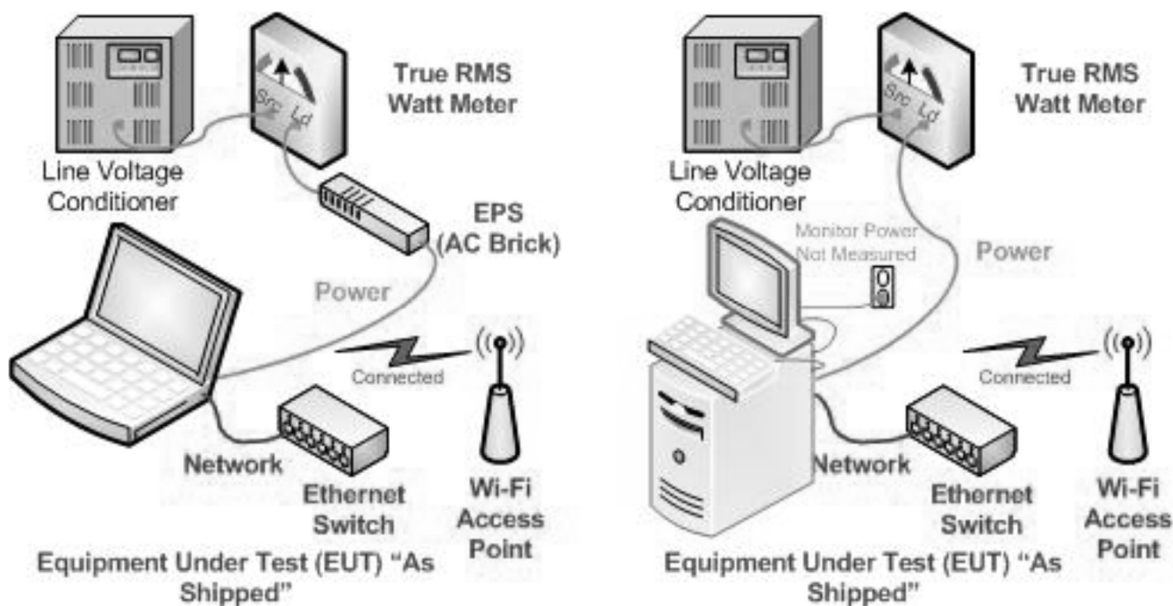 True RMS
Watt Meter
Src Ld
Line Voltage
Conditioner
EPS
(AC Brick)
Power
Connected
Network
Ethernet
Switch
Wi-Fi
Access
Point
Equipment Under Test (EUT) “As
Shipped”
True RMS
Watt Meter
Src Ld
Line Voltage
Conditioner
Monitor Power
Not Measured
Power
Connected
Network
Ethernet
Switch
Wi-Fi
Access
Point
Equipment Under Test (EUT) “As
Shipped”